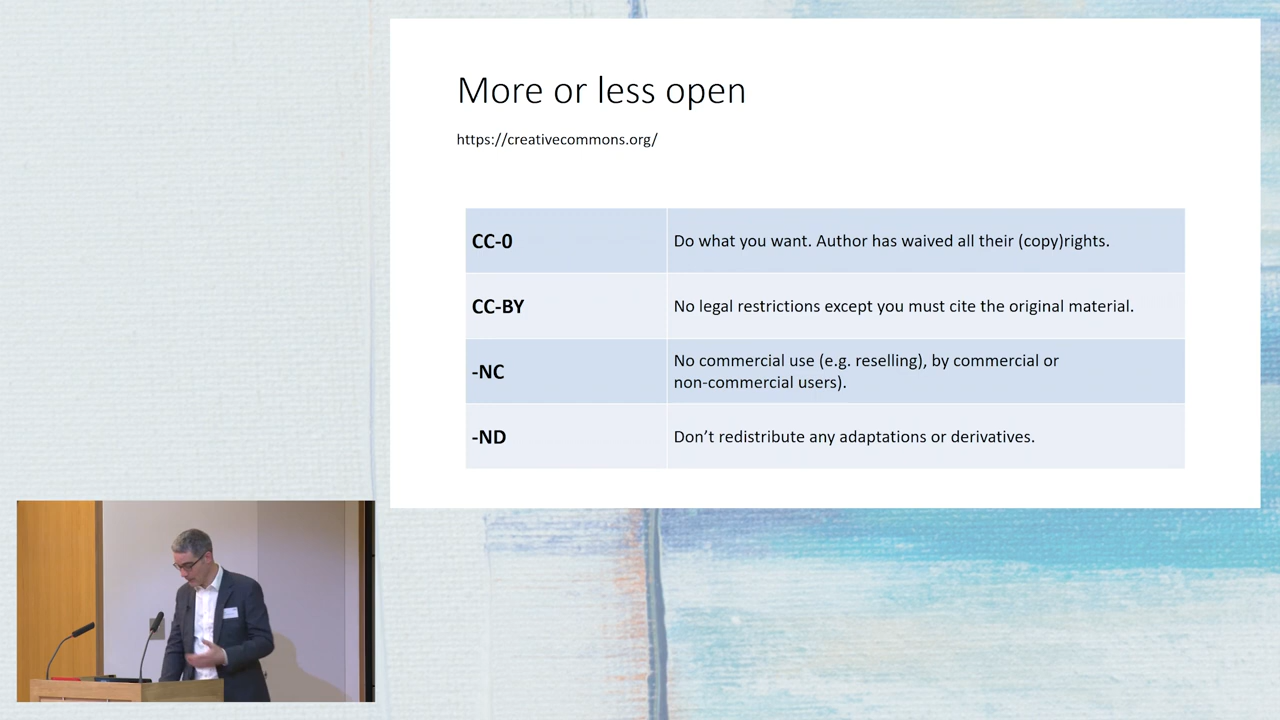 More or less open
https://creativecommons.org/
CC-0
Do what you want. Author has waived all their (copy)rights.
CC-BY
No legal restrictions except you must cite the original material.
-NC
No commercial use (e.g. reselling), by commercial or
non-commercial users).
-ND
Don’t redistribute any adaptations or derivatives.